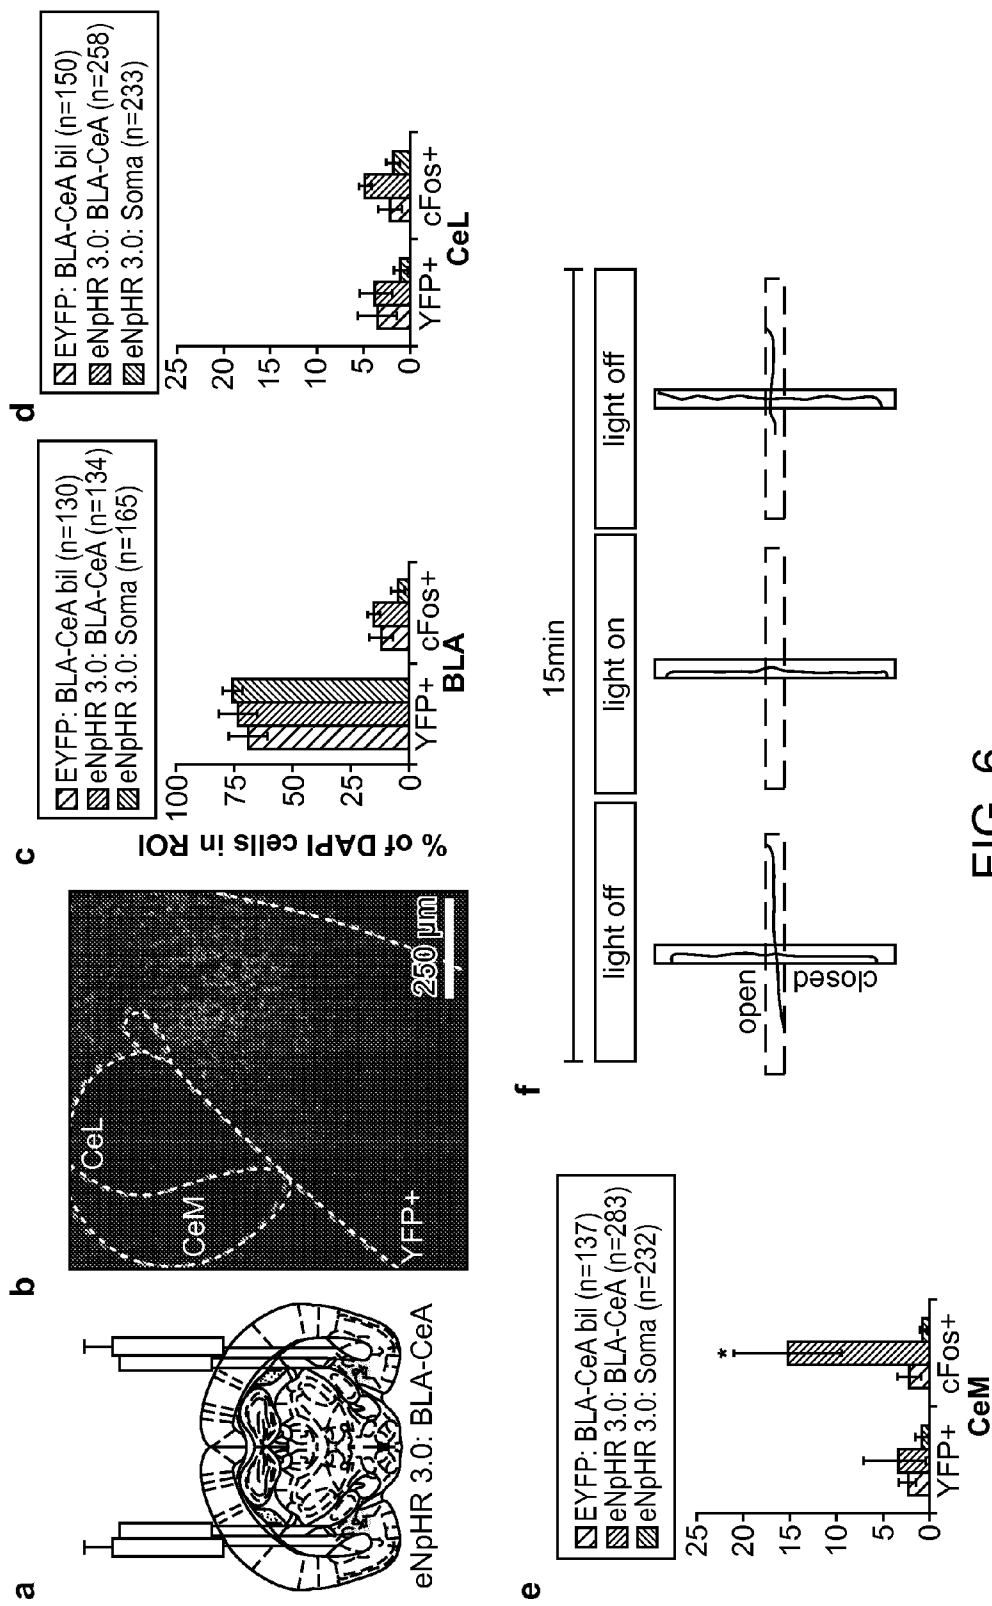 a
eNpHR 3.0: BLA-CeA
b
CeL
CeM
YFP+
250 µm
c
EYFP: BLA-CeA bil (n=130)
eNpHR 3.0: BLA-CeA (n=134)
eNpHR 3.0: Soma (n=165)
% of DAPI cells in ROI
100
75
50
25
0
YFP+ cFos+
BLA
d
EYFP: BLA-CeA bil (n=150)
eNpHR 3.0: BLA-CeA (n=258)
eNpHR 3.0: Soma (n=233)
25
20
15
10
5
0
YFP+ cFos+
CeL
e
EYFP: BLA-CeA bil (n=137)
eNpHR 3.0: BLA-CeA (n=283)
eNpHR 3.0: Soma (n=232)
25
20
15
10
5
0
*
YFP+ cFos+
CeM
f
15min
light off light on light off
open
closed
FIG. 6